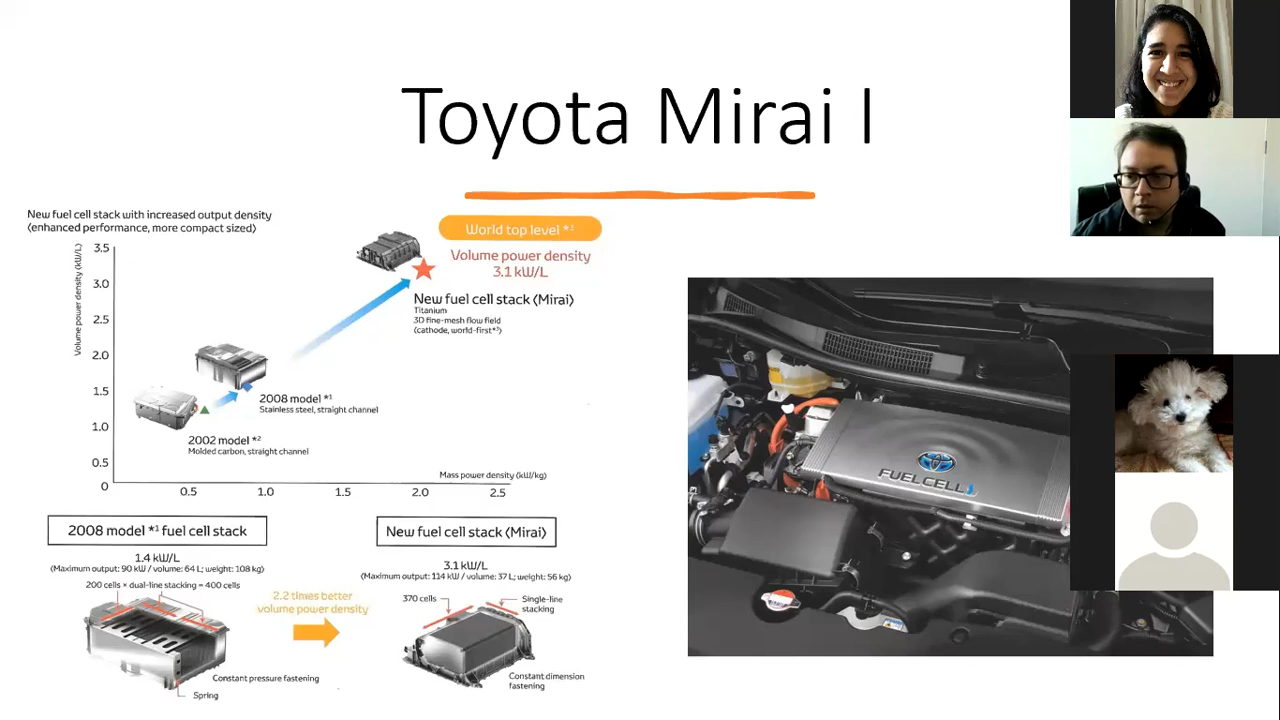 Toyota Mirai I
New fuel cell stack with increased output density
(enhanced performance, more compact sized)
Volume power density (kW/L)
3.5
3.0
2.5
2.0
1.5
1.0
0.5
0
World top level *3
Volume power density
3.1 kW/L
New fuel cell stack (Mirai)
Titanium
3D fine-mesh flow field
(cathode, world-first*3)
2008 model *1
Stainless steel, straight channel
2002 model *2
Molded carbon, straight channel
Mass power density (kW/kg)
0.5 1.0 1.5 2.0 2.5
2008 model *1 fuel cell stack
1.4 kW/L
(Maximum output: 90 kW / volume: 64 L; weight: 108 kg)
200 cells × dual-line stacking = 400 cells
Constant pressure fastening
Spring
2.2 times better
volume power density
New fuel cell stack (Mirai)
3.1 kW/L
(Maximum output: 114 kW / volume: 37 L; weight: 56 kg)
370 cells
Single-line
stacking
Constant dimension
fastening
FUEL CELL